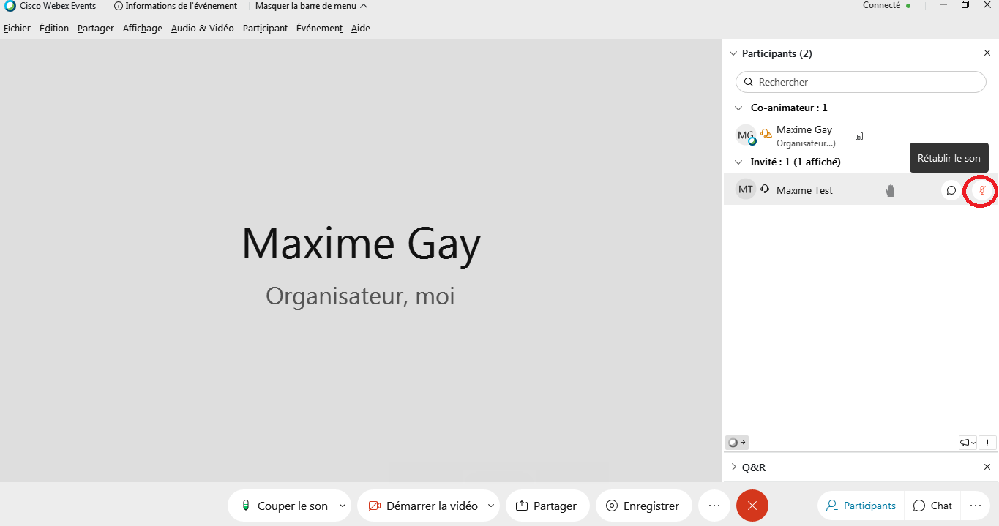 Cisco Webex Events
Informations de l'événement
Masquer la barre de menu
Connecté
Fichier Édition Partager Affichage Audio & Vidéo Participant Événement Aide
Participants (2)
Rechercher
Co-animateur : 1
MG
Maxime Gay
Organisateur...)
Rétablir le son
Invité : 1 (1 affiché)
MT
Maxime Test
Maxime Gay
Organisateur, moi
Q&R
Couper le son
Démarrer la vidéo
Partager
Enregistrer
Participants
Chat